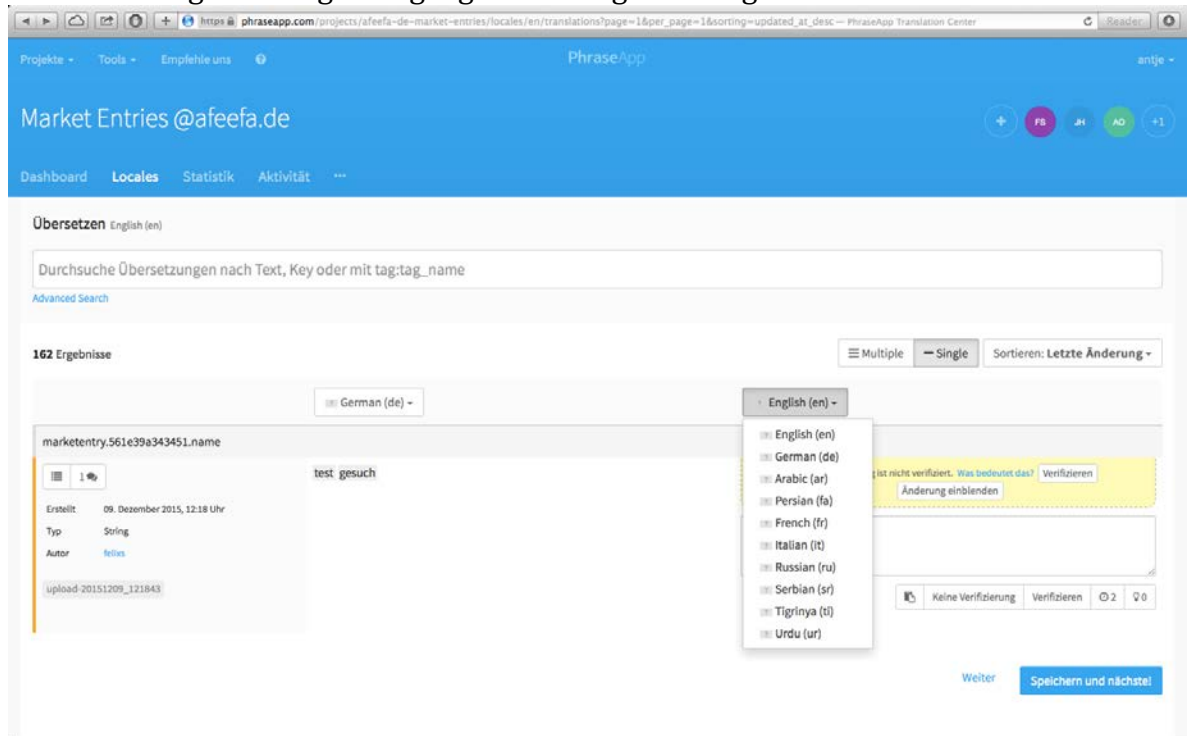 https phraseapp.com/projects/afeefa-de-market-entries/locales/en/translations?page=1&per_page=1&sorting=updated_at_desc — PhraseApp Translation Center Reader
Projekte Tools Empfehle uns PhraseApp antje
Market Entries @afeefa.de + FS JH AO +1
Dashboard Locales Statistik Aktivität ...
Übersetzen English (en)
Durchsuche Übersetzungen nach Text, Key oder mit tag:tag_name
Advanced Search
162 Ergebnisse Multiple Single Sortieren: Letzte Änderung
German (de) English (en)
marketentry.561e39a343451.name
English (en)
German (de)
Arabic (ar)
Persian (fa)
French (fr)
Italian (it)
Russian (ru)
Serbian (sr)
Tigrinya (ti)
Urdu (ur)
1
test gesuch
ist nicht verifiziert. Was bedeutet das? Verifizieren
Änderung einblenden
Erstellt 09. Dezember 2015, 12:18 Uhr
Typ String
Autor felixs
upload-20151209_121843
Keine Verifizierung Verifizieren 2 0
Weiter Speichern und nächste!